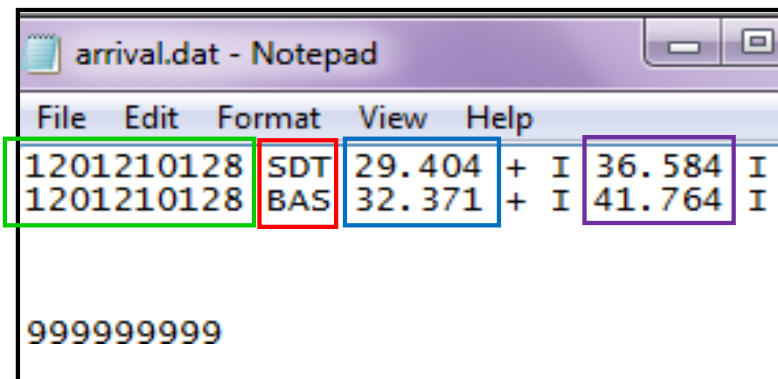 arrival.dat - Notepad
File Edit Format View Help
1201210128 SDT 29.404 + I 36.584 I
1201210128 BAS 32.371 + I 41.764 I
999999999